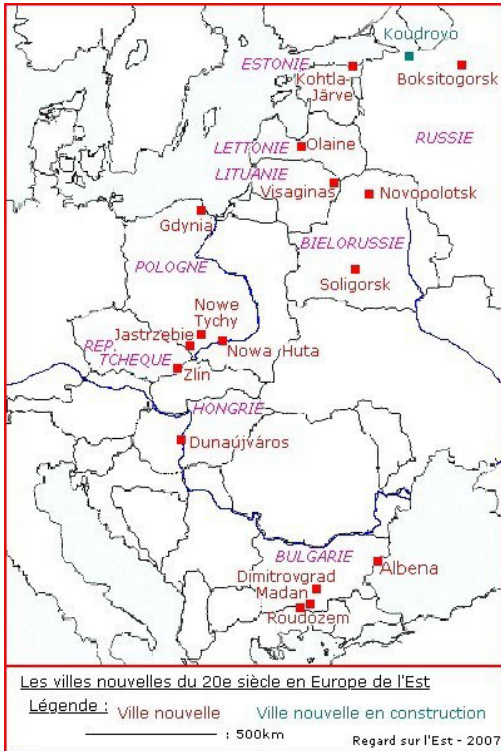 Koudrovo
ESTONIE
Kohtla-
Järve
Boksitogorsk
LETTONIE
Olaine
RUSSIE
LITUANIE
Visaginas
Novopolotsk
Gdynia
BIELORUSSIE
POLOGNE
Soligorsk
Nowe
Tychy
Jastrzębie
Nowa Huta
REP.
TCHEQUE
Zlín
HONGRIE
Dunaújváros
BULGARIE
Albena
Dimitrovgrad
Madan
Roudozem
Les villes nouvelles du 20e siècle en Europe de l'Est
Légende : Ville nouvelle Ville nouvelle en construction
: 500km
Regard sur l'Est - 2007